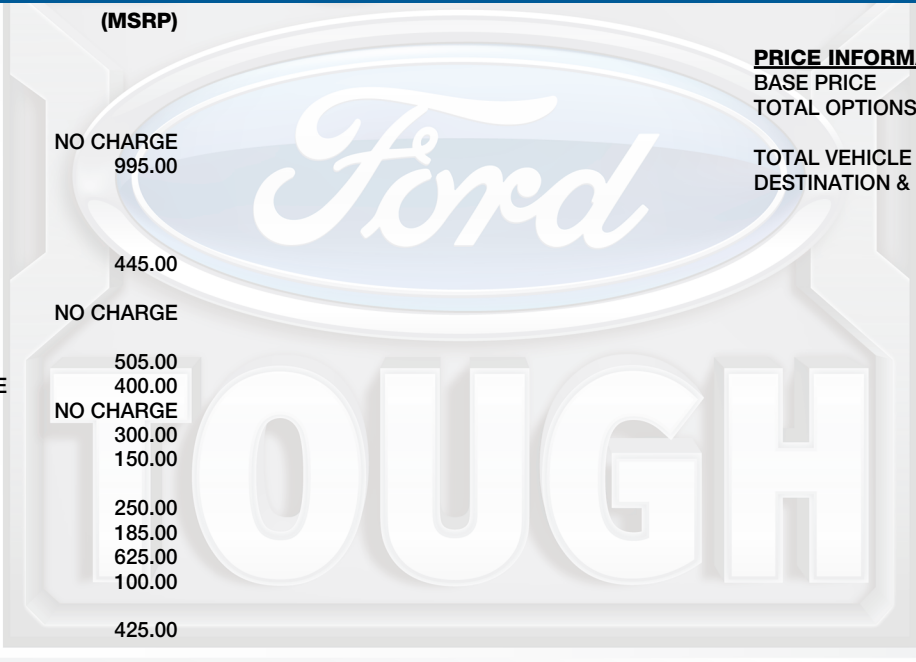 (MSRP)
NO CHARGE
995.00
445.00
NO CHARGE
505.00
E 400.00
NO CHARGE
300.00
150.00
250.00
185.00
625.00
100.00
425.00
PRICE INFORMA
BASE PRICE
TOTAL OPTIONS
TOTAL VEHICLE
DESTINATION &
Ford
TOUGH